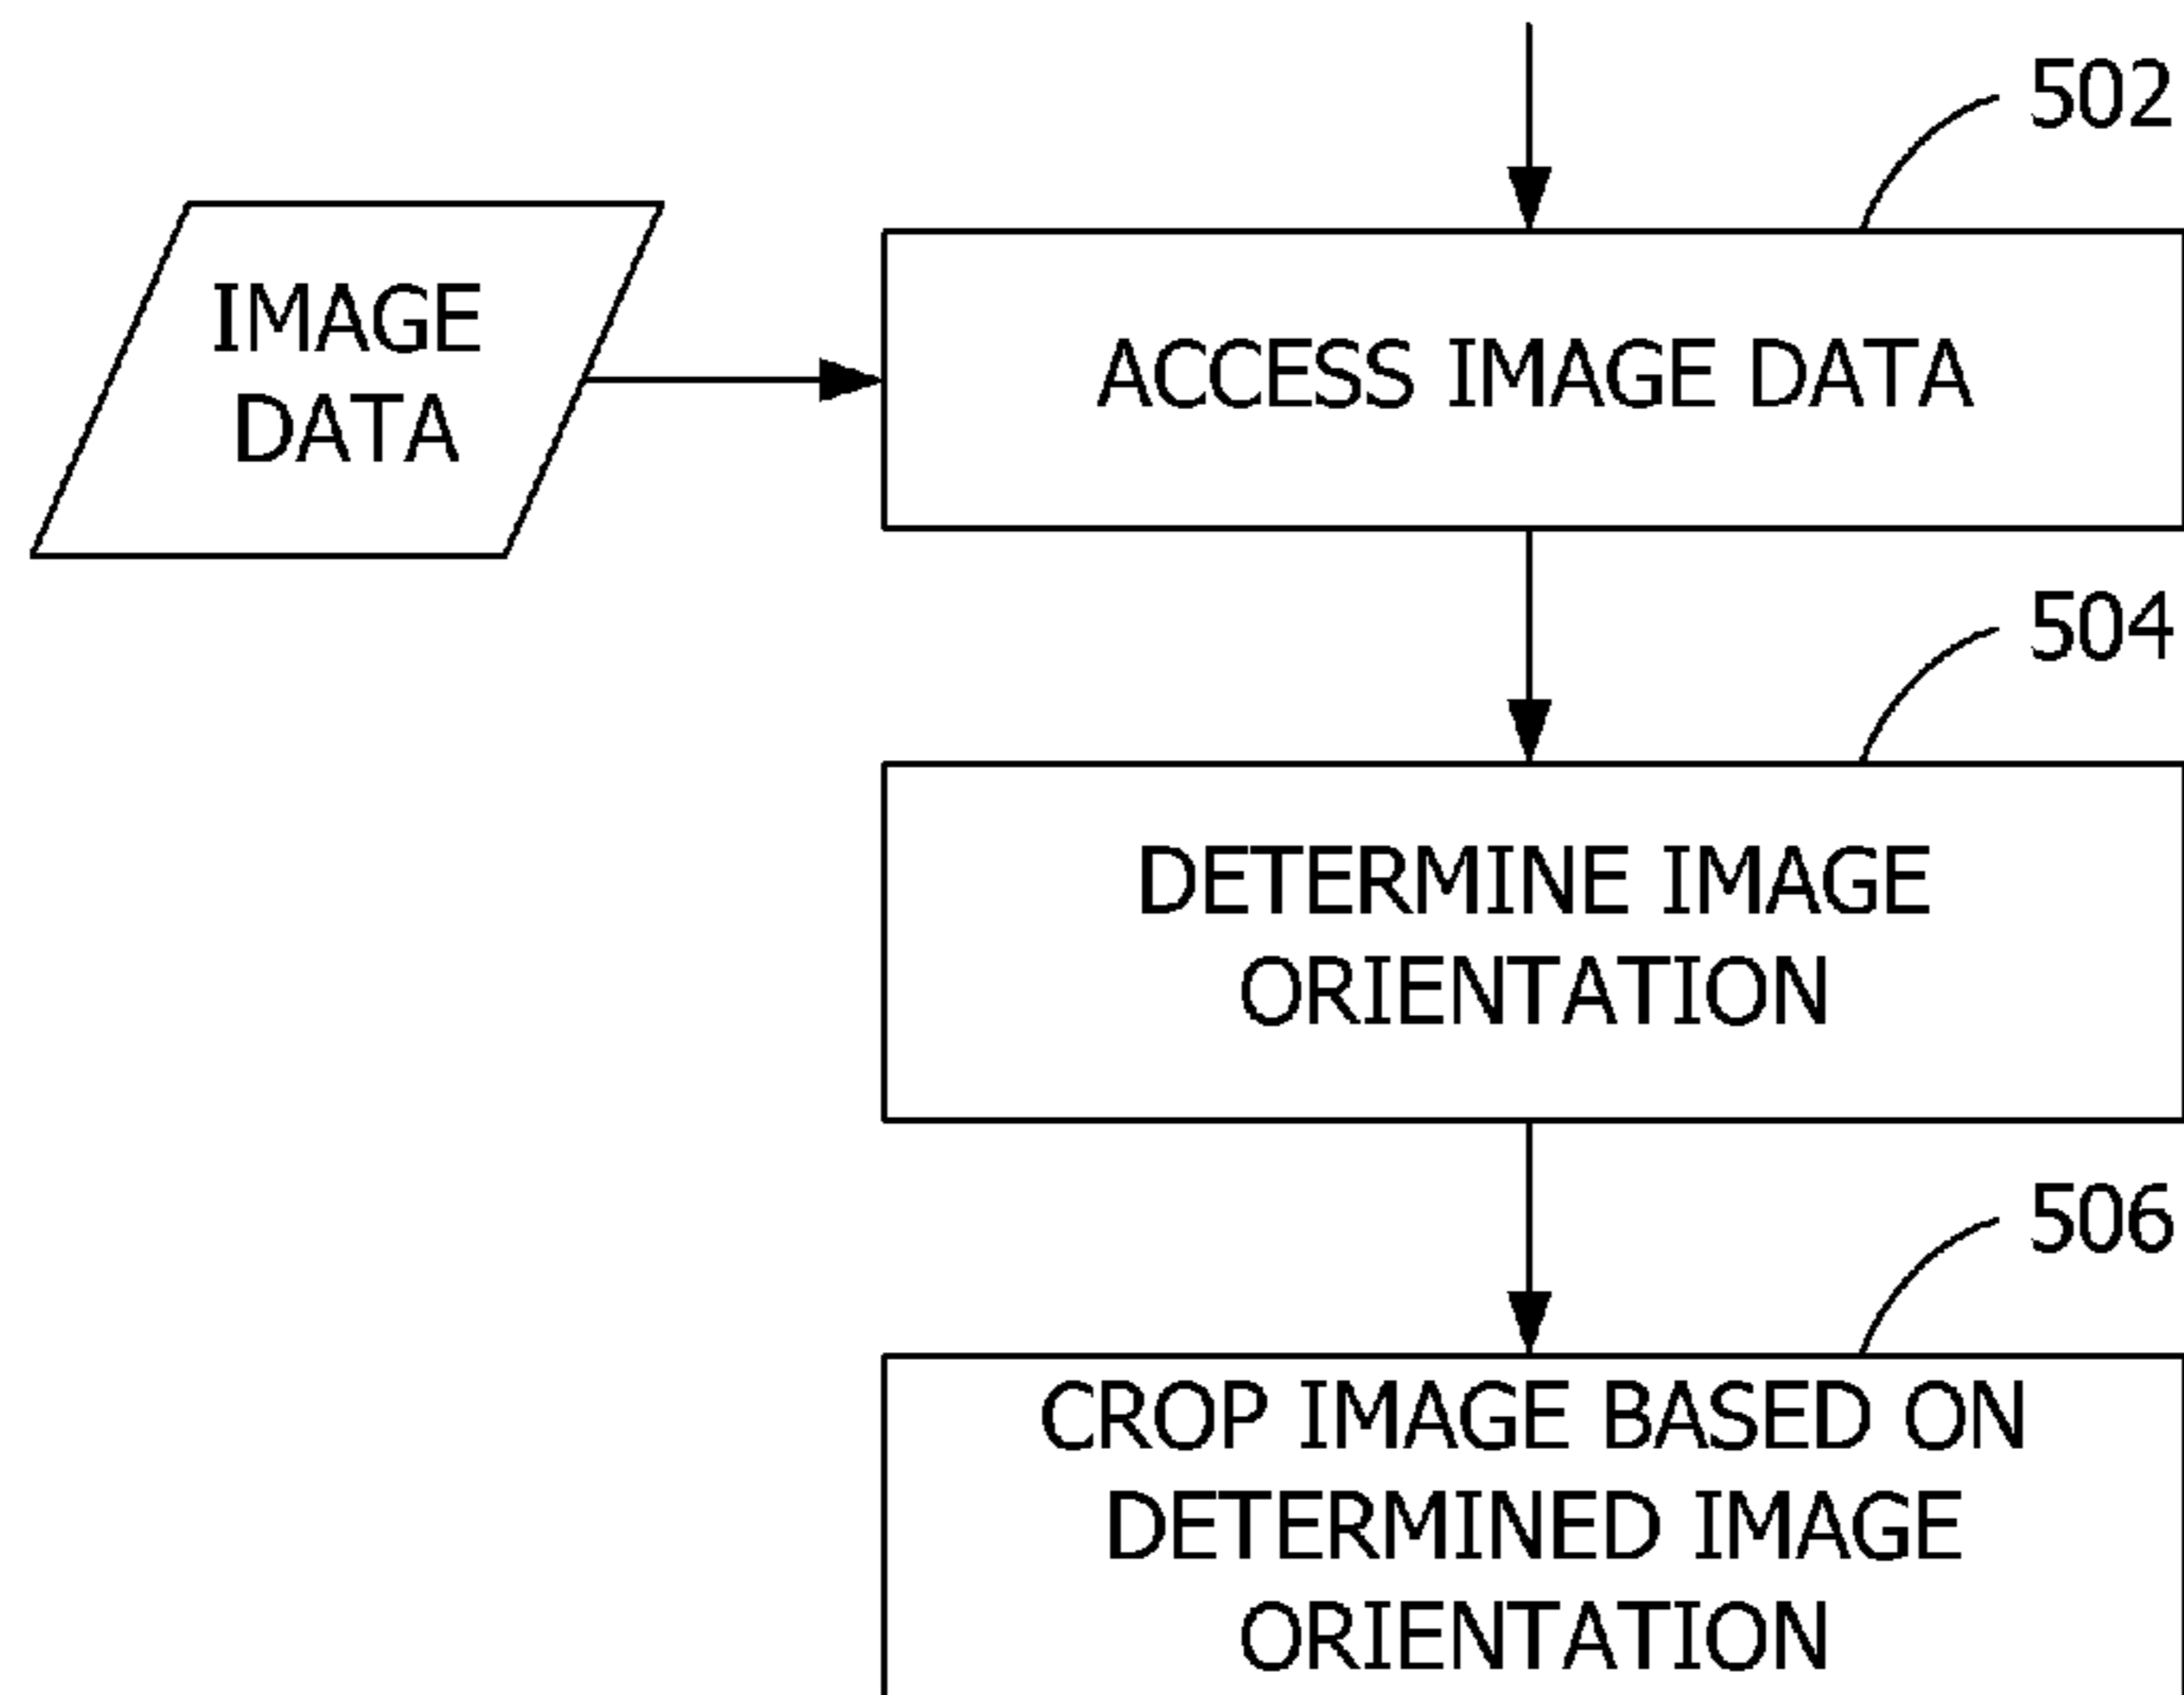 502
IMAGE
DATA
ACCESS IMAGE DATA
504
DETERMINE IMAGE
ORIENTATION
506
CROP IMAGE BASED ON
DETERMINED IMAGE
ORIENTATION